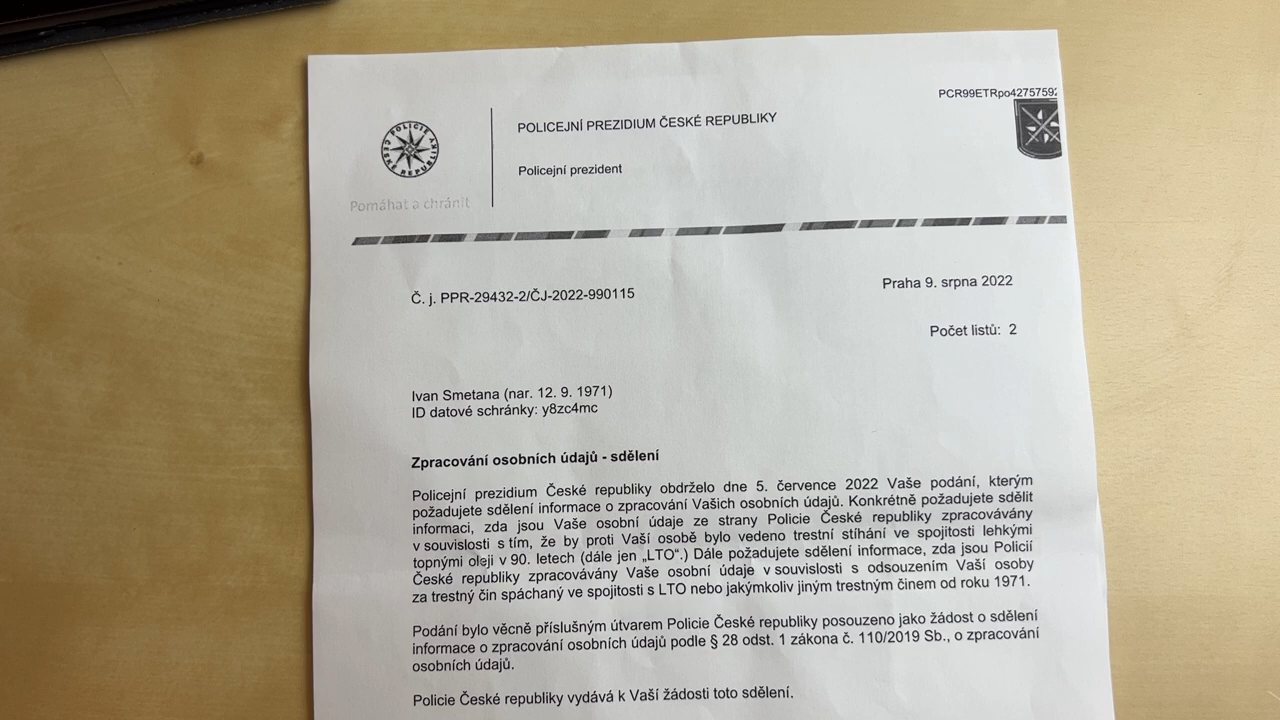 PCR99ETRpo42757592
POLICIE
ČESKÉ REPUBLIKY
POLICEJNÍ PREZIDIUM ČESKÉ REPUBLIKY
Policejní prezident
Pomáhat a chránit
Č. j. PPR-29432-2/ČJ-2022-990115
Praha 9. srpna 2022
Počet listů: 2
Ivan Smetana (nar. 12. 9. 1971)
ID datové schránky: y8zc4mc
Zpracování osobních údajů - sdělení
Policejní prezidium České republiky obdrželo dne 5. července 2022 Vaše podání, kterým
požadujete sdělení informace o zpracování Vašich osobních údajů. Konkrétně požadujete sdělit
informaci, zda jsou Vaše osobní údaje ze strany Policie České republiky zpracovávány
v souvislosti s tím, že by proti Vaší osobě bylo vedeno trestní stíhání ve spojitosti lehkými
topnými oleji v 90. letech (dále jen „LTO“.) Dále požadujete sdělení informace, zda jsou Policií
České republiky zpracovávány Vaše osobní údaje v souvislosti s odsouzením Vaší osoby
za trestný čin spáchaný ve spojitosti s LTO nebo jakýmkoliv jiným trestným činem od roku 1971.
Podání bylo věcně příslušným útvarem Policie České republiky posouzeno jako žádost o sdělení
informace o zpracování osobních údajů podle § 28 odst. 1 zákona č. 110/2019 Sb., o zpracování
osobních údajů.
Policie České republiky vydává k Vaší žádosti toto sdělení.